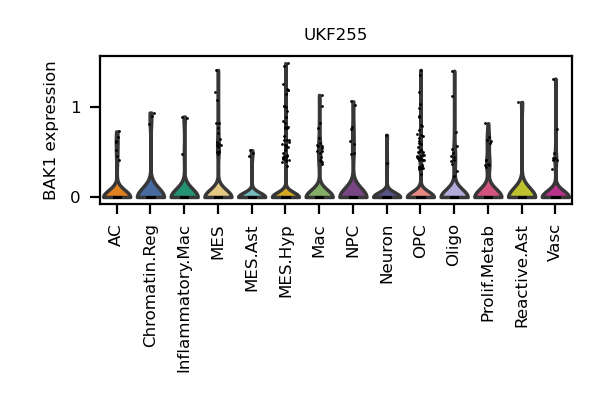 UKF255
BAK1 expression
1
0
AC
Chromatin.Reg
Inflammatory.Mac
MES
MES.Ast
MES.Hyp
Mac
NPC
Neuron
OPC
Oligo
Prolif.Metab
Reactive.Ast
Vasc